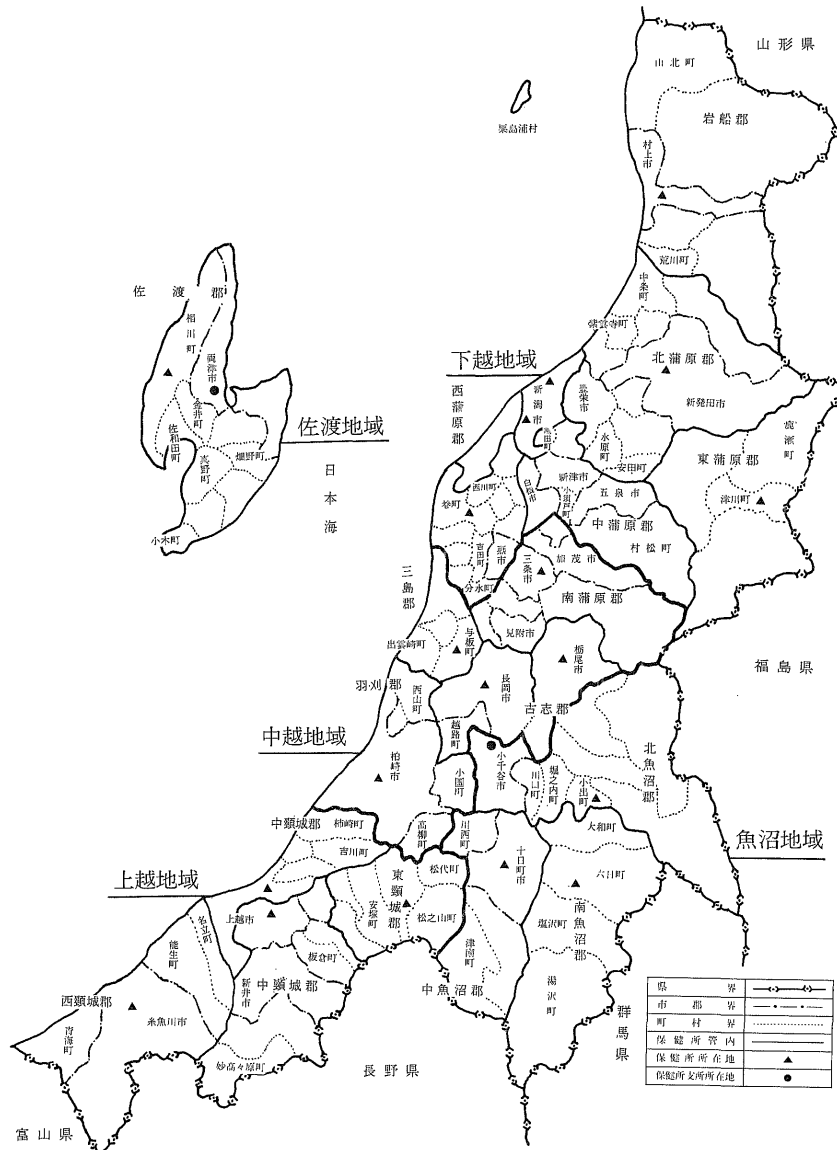 山形県
山北町
岩船郡
粟島浦村
村上市
荒川町
中条町
紫雲寺町
北蒲原郡
新発田市
下越地域
西蒲原郡
新潟市
亀田町
豊栄市
水原町
安田町
東蒲原郡
鹿瀬町
津川町
新津市
小須戸町
白根市
五泉市
中蒲原郡
村松町
西川町
巻町
吉田町
燕市
分水町
三条市
加茂市
南蒲原郡
見附市
栃尾市
福島県
佐渡郡
相川町
両津市
金井町
佐和田町
真野町
畑野町
小木町
佐渡地域
日本海
三島郡
出雲崎町
与板町
羽刈郡
西山町
長岡市
古志郡
越路町
中越地域
柏崎市
小国町
小千谷市
川口町
堀之内町
小出町
北魚沼郡
魚沼地域
大和町
六日町
塩沢町
南魚沼郡
湯沢町
十日町市
川西町
津南町
中魚沼郡
中頸城郡
柿崎町
吉川町
高柳町
松代町
東頸城郡
安塚町
松之山町
上越地域
上越市
名立町
能生町
板倉町
新井市
中頸城郡
西頸城郡
青海町
糸魚川市
妙高々原町
長野県
群馬県
富山県
県界
市郡界
町村界
保健所管内
保健所所在地 ▲
保健所支所所在地 ●